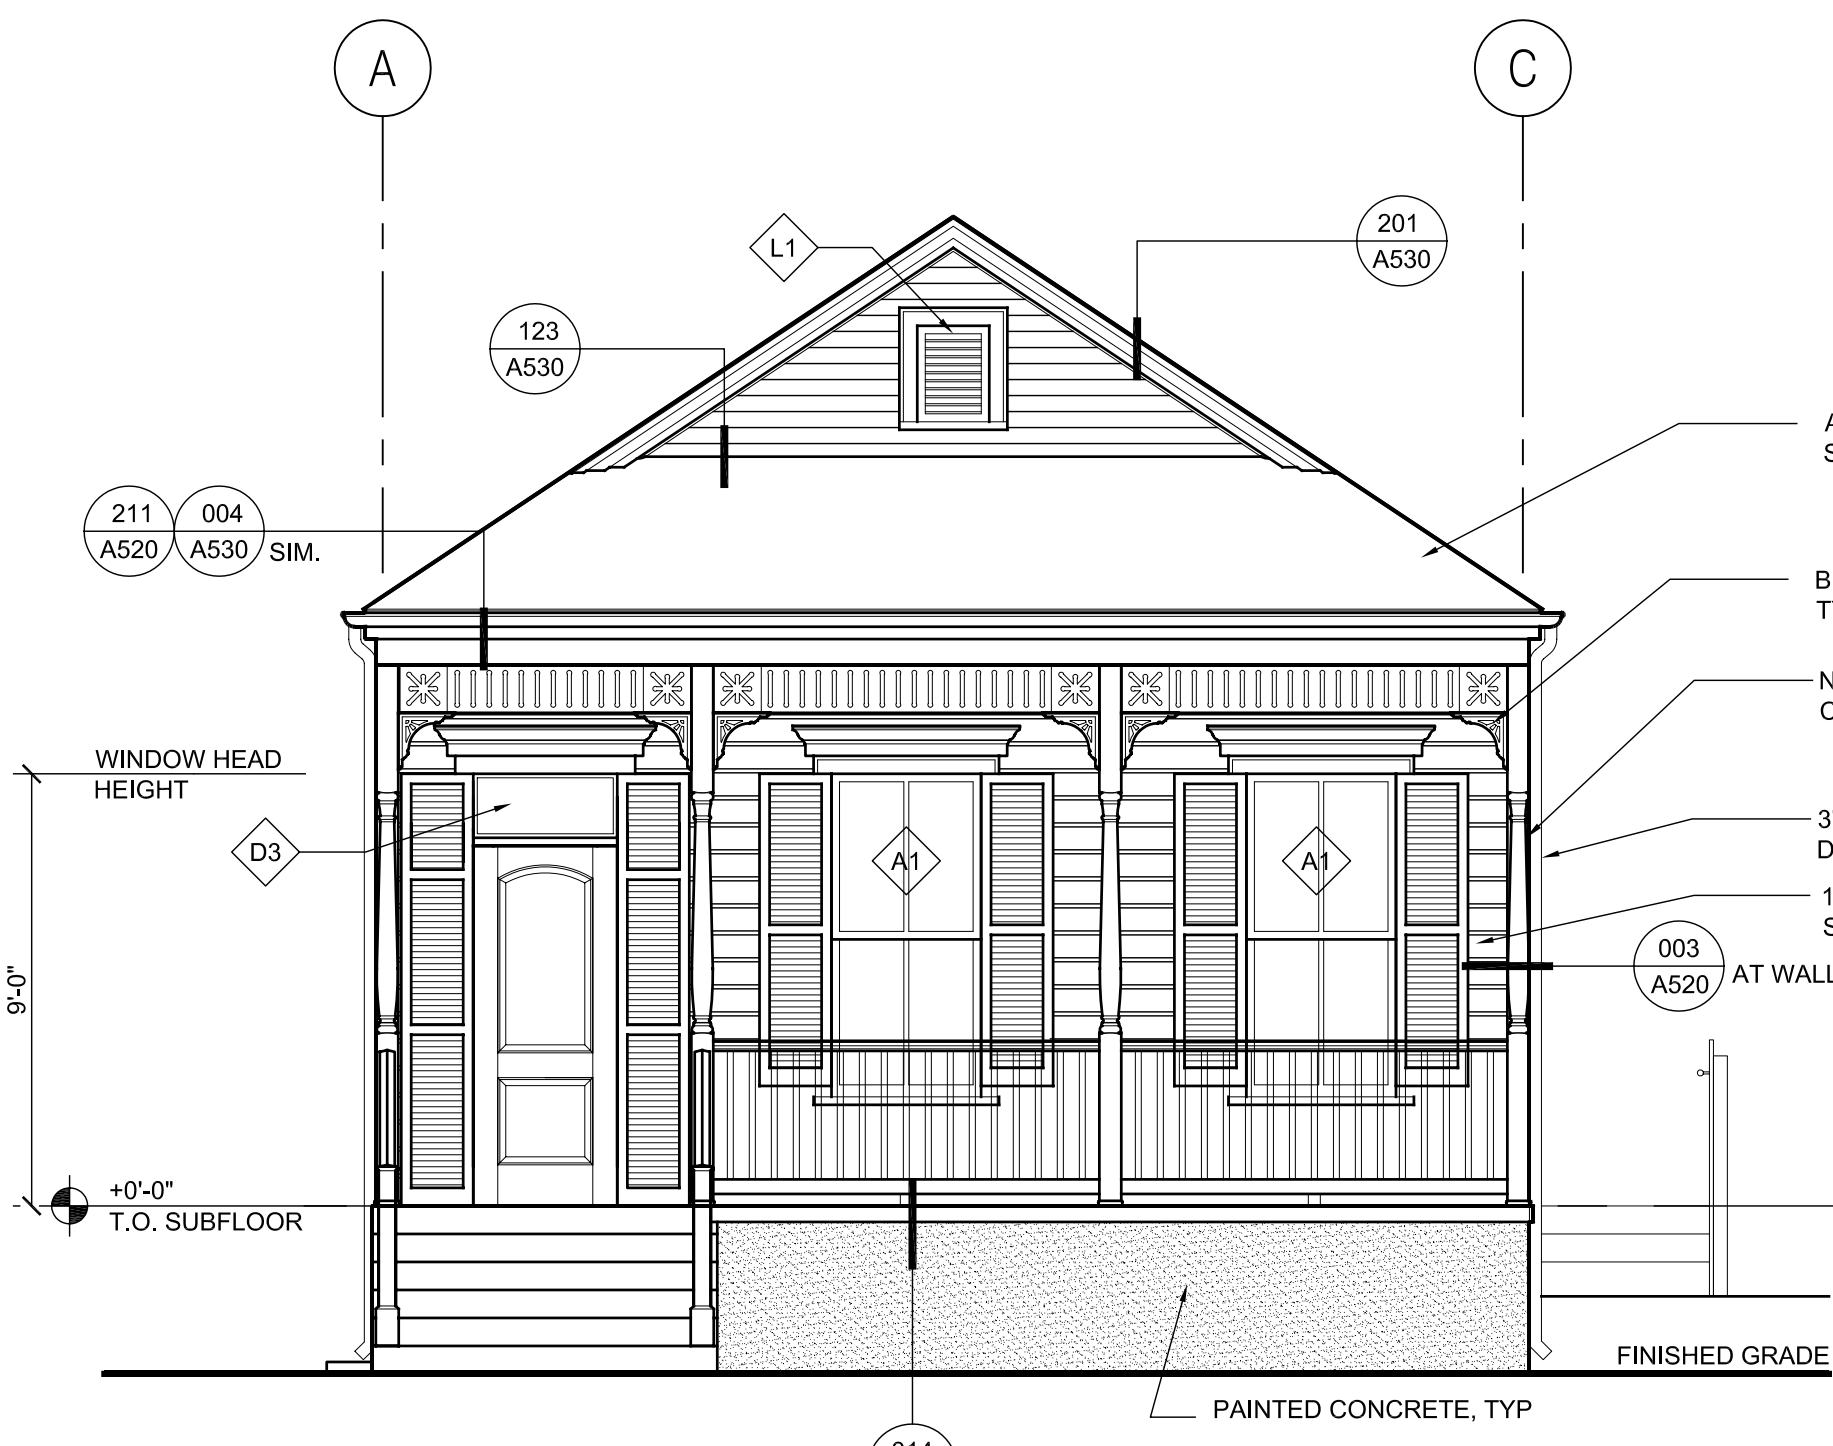 A
C
L1
201
A530
123
A530
211
A520
004
A530
SIM.
WINDOW HEAD
HEIGHT
D3
A1
A1
003
A520
AT WALL
9'-0"
+0'-0"
T.O. SUBFLOOR
FINISHED GRADE
PAINTED CONCRETE, TYP